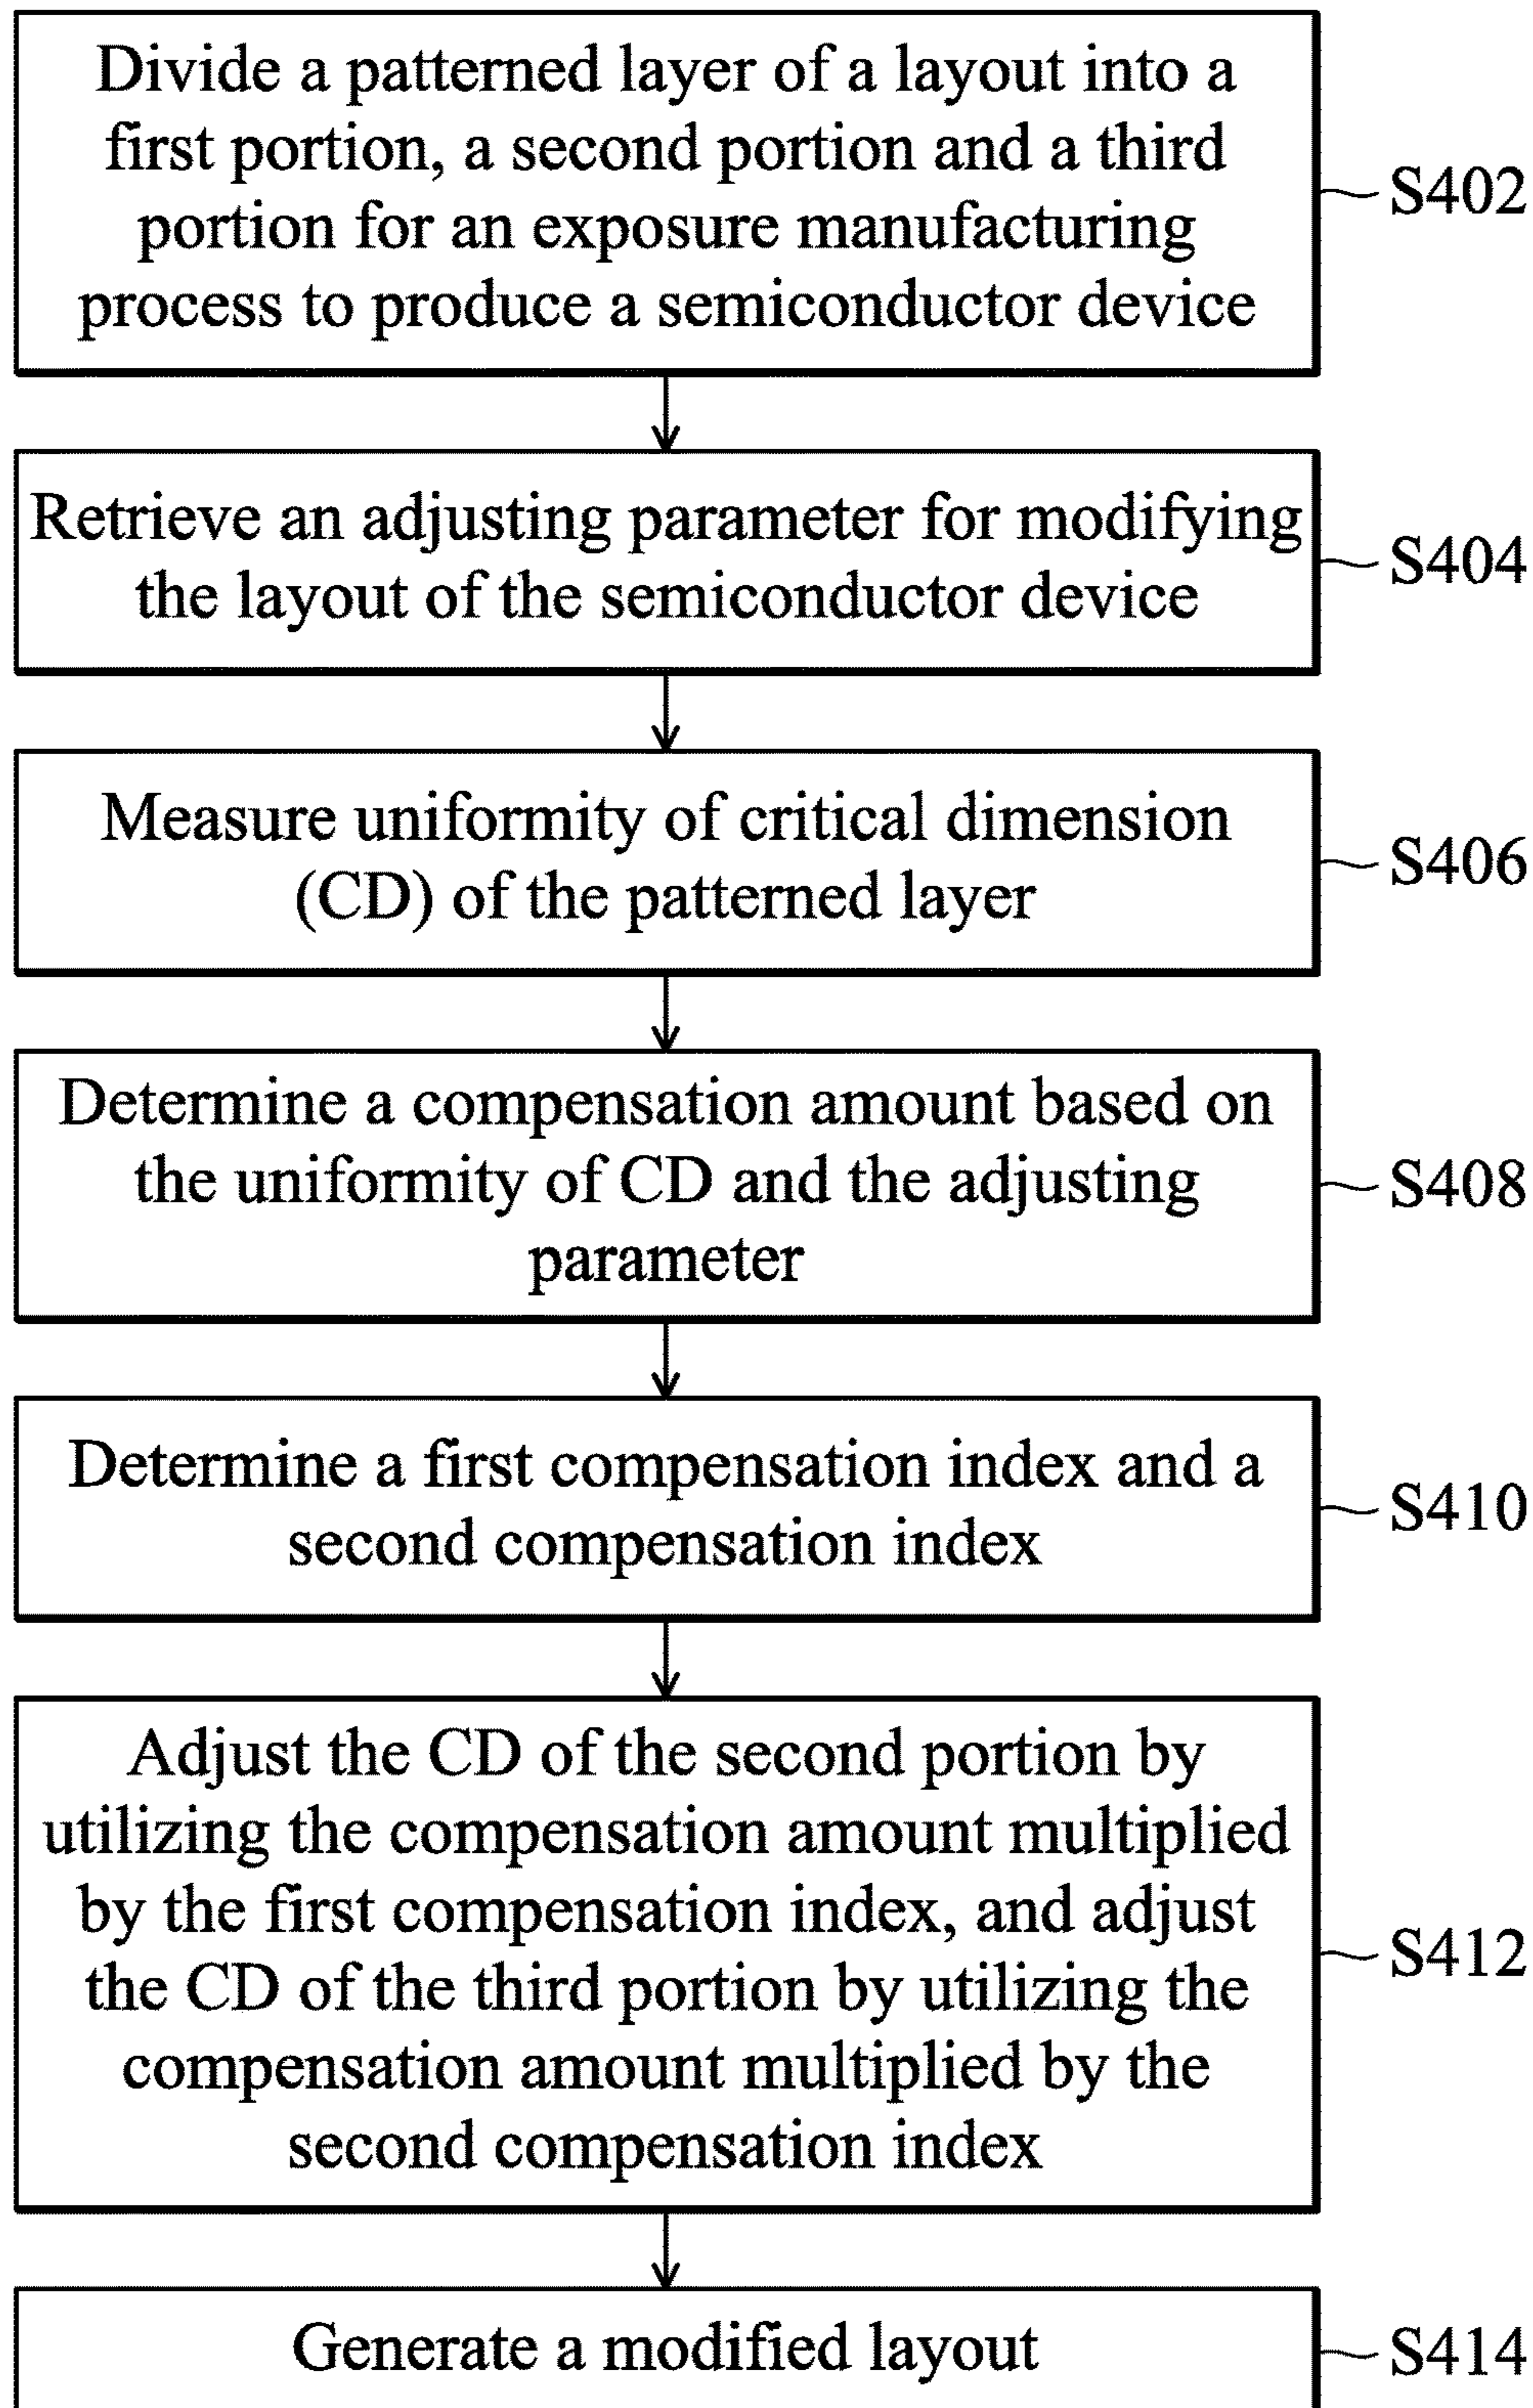 Divide a patterned layer of a layout into a
first portion, a second portion and a third
portion for an exposure manufacturing
process to produce a semiconductor device
S402
Retrieve an adjusting parameter for modifying
the layout of the semiconductor device
S404
Measure uniformity of critical dimension
(CD) of the patterned layer
S406
Determine a compensation amount based on
the uniformity of CD and the adjusting
parameter
S408
Determine a first compensation index and a
second compensation index
S410
Adjust the CD of the second portion by
utilizing the compensation amount multiplied
by the first compensation index, and adjust
the CD of the third portion by utilizing the
compensation amount multiplied by the
second compensation index
S412
Generate a modified layout
S414